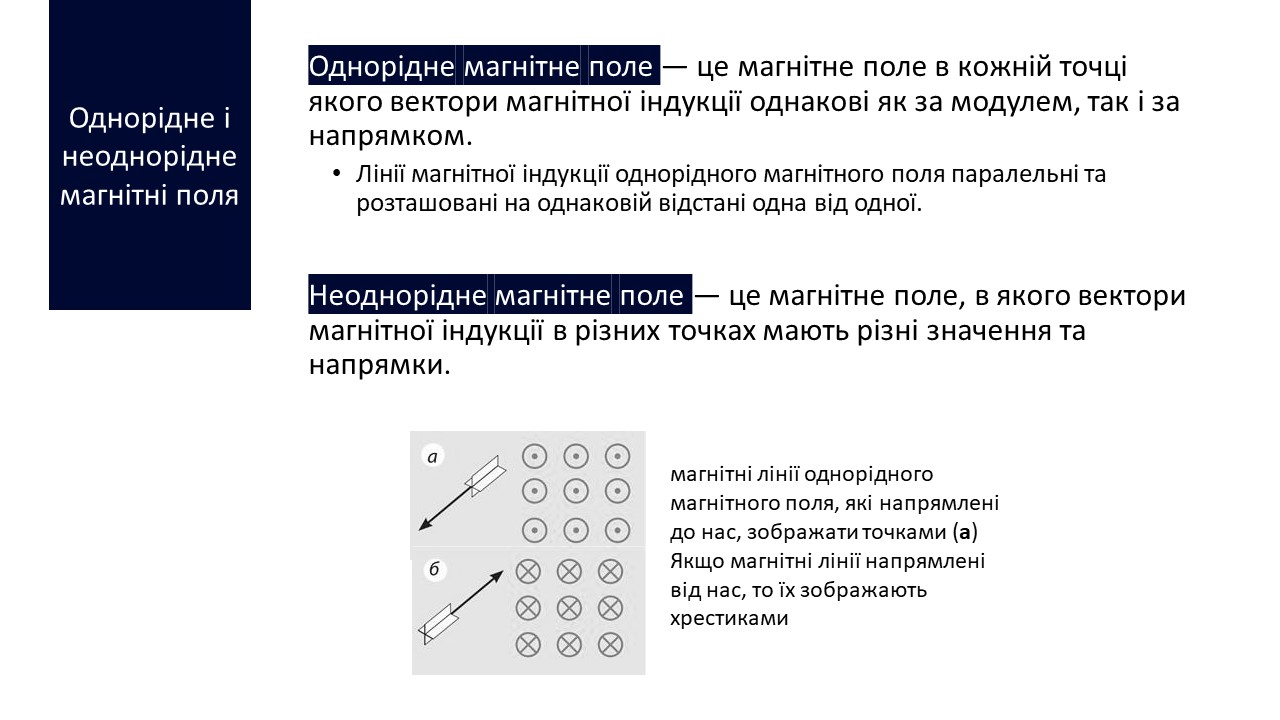 Однорідне і
неоднорідне
магнітні поля
Однорідне магнітне поле — це магнітне поле в кожній точці
якого вектори магнітної індукції однакові як за модулем, так і за
напрямком.
• Лінії магнітної індукції однорідного магнітного поля паралельні та
розташовані на однаковій відстані одна від одної.
Неоднорідне магнітне поле — це магнітне поле, в якого вектори
магнітної індукції в різних точках мають різні значення та
напрямки.
а
б
магнітні лінії однорідного
магнітного поля, які напрямлені
до нас, зображати точками (а)
Якщо магнітні лінії напрямлені
від нас, то їх зображають
хрестиками